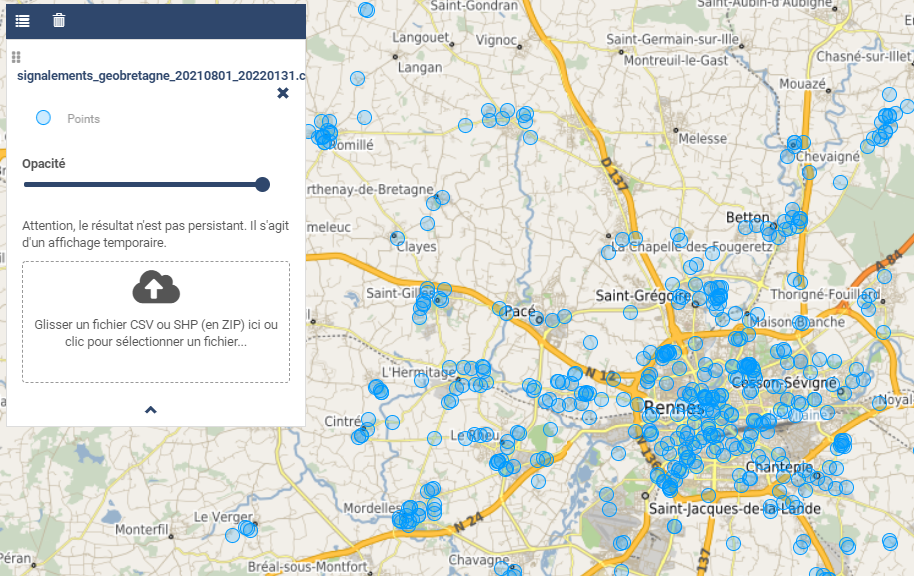 signalements_geobretagne_20210801_20220131.c
Points
Opacité
Attention, le résultat n'est pas persistant. Il s'agit
d'un affichage temporaire.
Glisser un fichier CSV ou SHP (en ZIP) ici ou
clic pour sélectionner un fichier...
Saint-Gondran
Saint-Aubin-d'Aubigné
Langouet
Vignoc
Saint-Germain-sur-Ille
Montreuil-le-Gast
Chasné-sur-Illet
Langan
Mouazé
Romillé
Melesse
Chevaigné
D 137
rthenay-de-Bretagne
meleuc
Betton
Clayes
La Chapelle des Fougeretz
A 84
Saint-Gilles
Saint-Grégoire
Thorigné-Fouillard
Pacé
Maison Blanche
L'Hermitage
N 12
Cesson-Sévigné
Rennes
Noyal
Cintré
Le Rheu
N 136
Chantepie
Mordelles
Saint-Jacques-de-la-Lande
Le Verger
N 24
Monterfil
Péran
Bréal-sous-Montfort
Chavagne
137